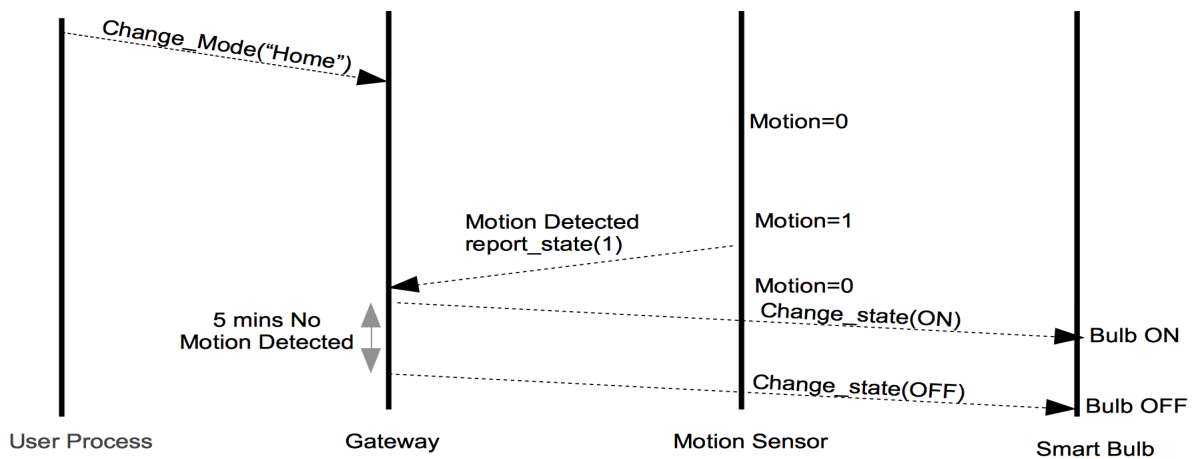 Change_Mode(“Home”)
Motion=0
Motion Detected
report_state(1)
Motion=1
Motion=0
Change_state(ON)
5 mins No
Motion Detected
Bulb ON
Change_state(OFF)
Bulb OFF
User Process
Gateway
Motion Sensor
Smart Bulb